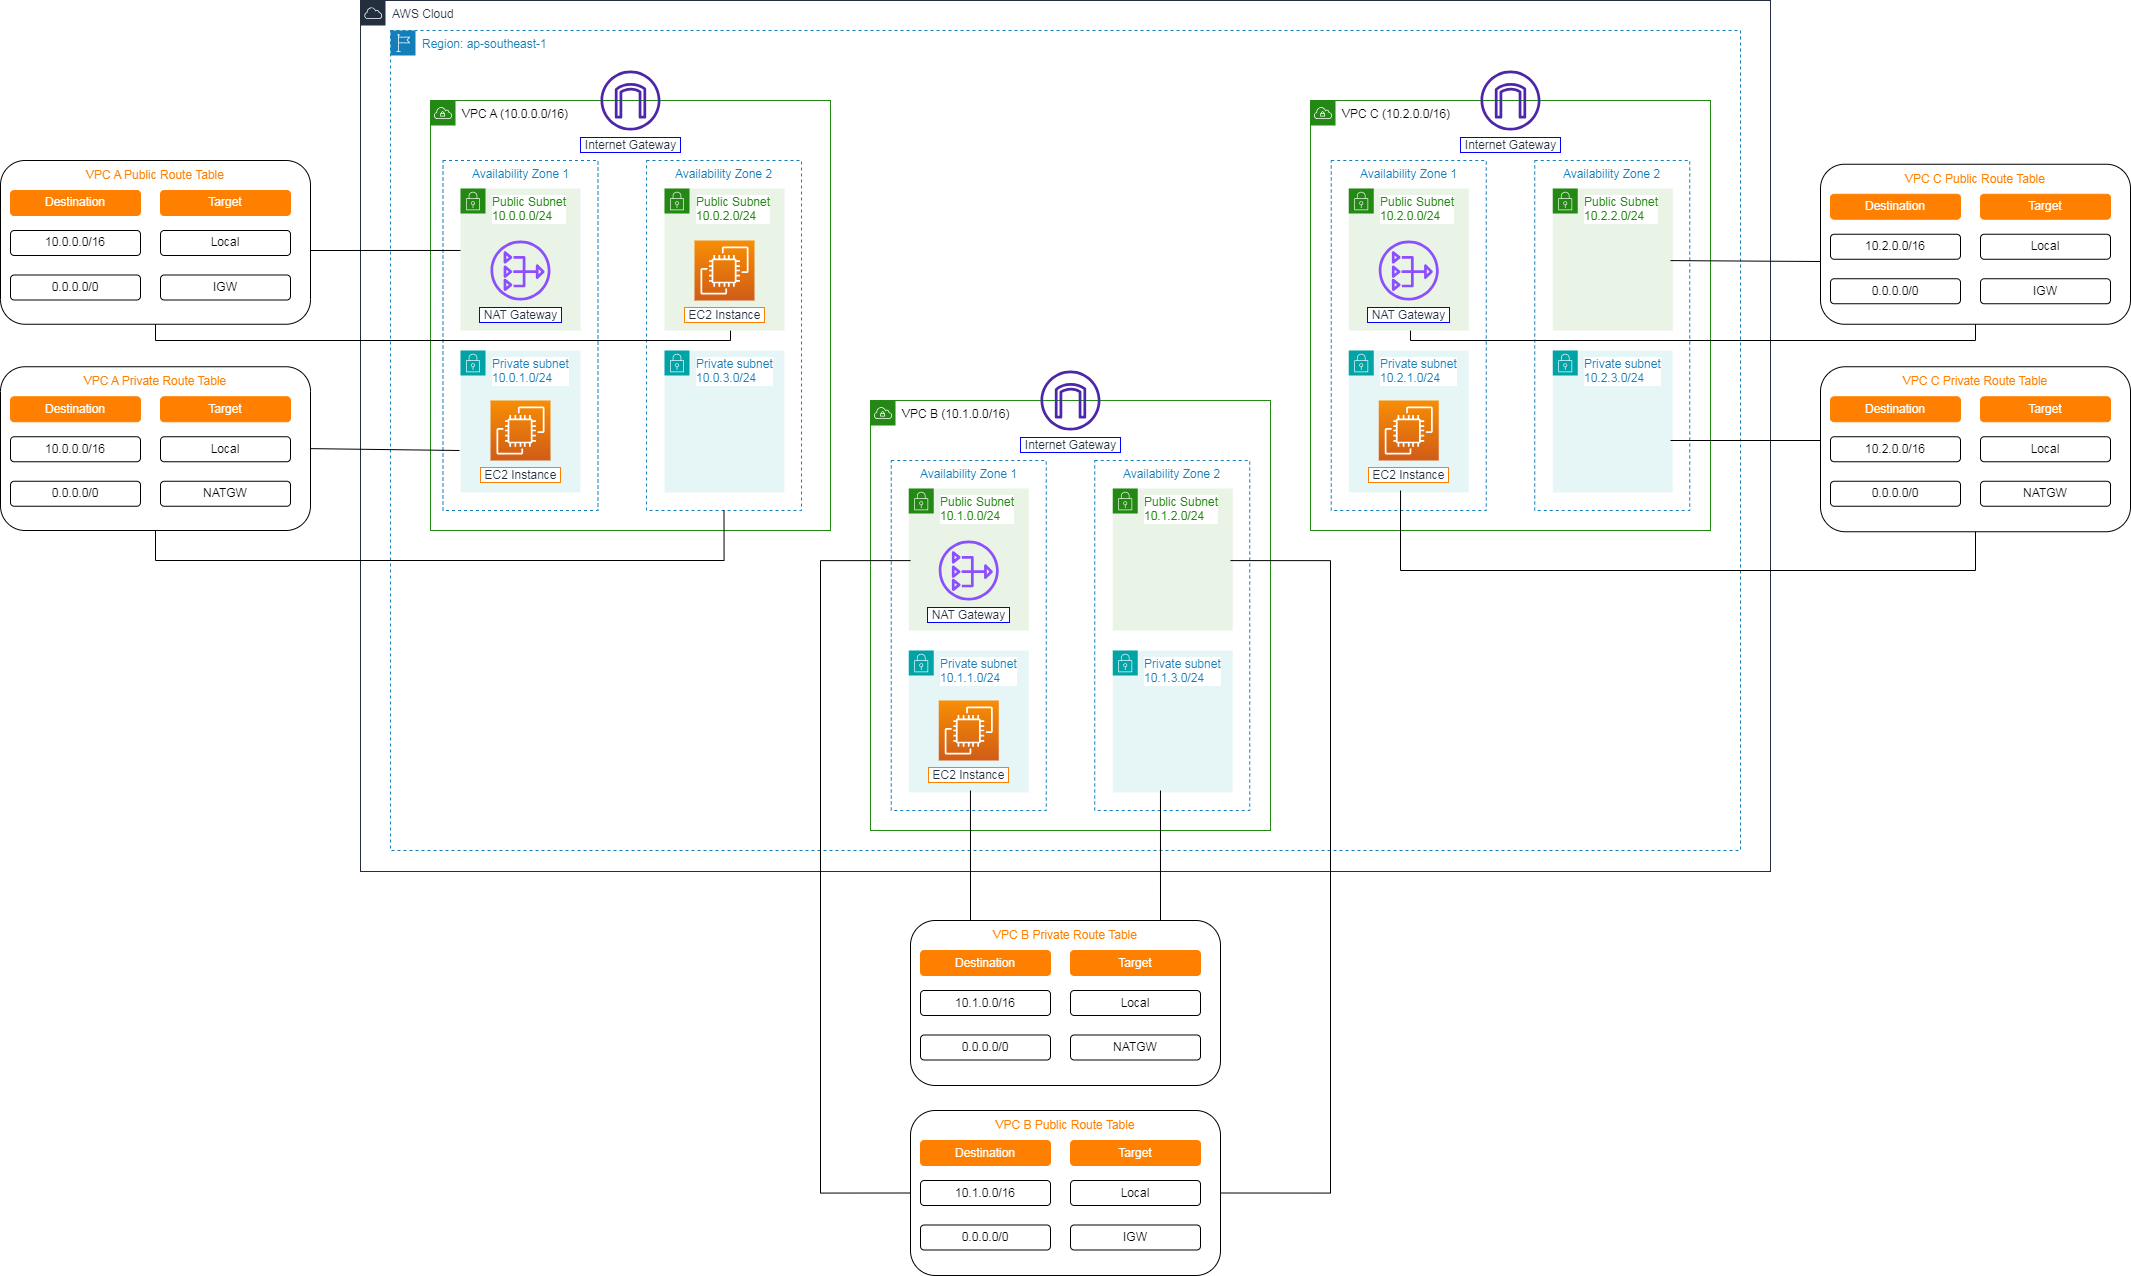 AWS Cloud
Region: ap-southeast-1
VPC A (10.0.0.0/16)
Internet Gateway
Availability Zone 1
Public Subnet
10.0.0.0/24
NAT Gateway
Private subnet
10.0.1.0/24
EC2 Instance
Availability Zone 2
Public Subnet
10.0.2.0/24
EC2 Instance
Private subnet
10.0.3.0/24
VPC A Public Route Table
Destination
Target
10.0.0.0/16
Local
0.0.0.0/0
IGW
VPC A Private Route Table
Destination
Target
10.0.0.0/16
Local
0.0.0.0/0
NATGW
VPC B (10.1.0.0/16)
Internet Gateway
Availability Zone 1
Public Subnet
10.1.0.0/24
NAT Gateway
Private subnet
10.1.1.0/24
EC2 Instance
Availability Zone 2
Public Subnet
10.1.2.0/24
Private subnet
10.1.3.0/24
VPC C (10.2.0.0/16)
Internet Gateway
Availability Zone 1
Public Subnet
10.2.0.0/24
NAT Gateway
Private subnet
10.2.1.0/24
EC2 Instance
Availability Zone 2
Public Subnet
10.2.2.0/24
Private subnet
10.2.3.0/24
VPC C Public Route Table
Destination
Target
10.2.0.0/16
Local
0.0.0.0/0
IGW
VPC C Private Route Table
Destination
Target
10.2.0.0/16
Local
0.0.0.0/0
NATGW
VPC B Private Route Table
Destination
Target
10.1.0.0/16
Local
0.0.0.0/0
NATGW
VPC B Public Route Table
Destination
Target
10.1.0.0/16
Local
0.0.0.0/0
IGW